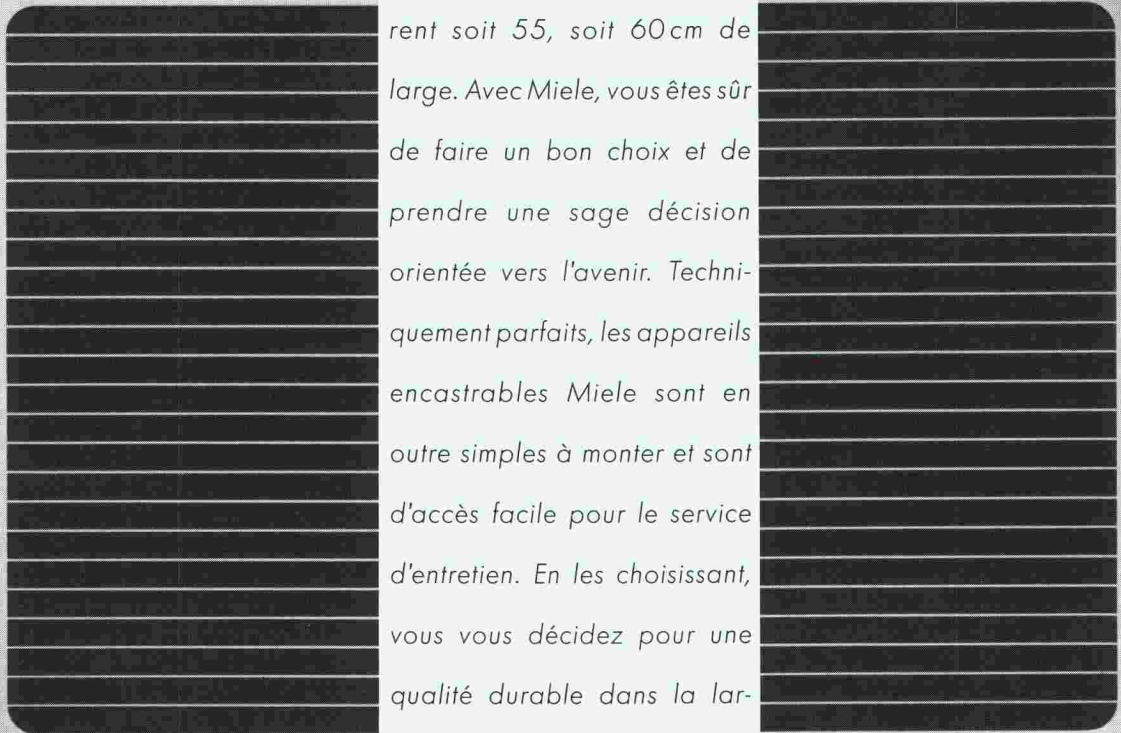 rent soit 55, soit 60 cm de
large. Avec Miele, vous êtes sûr
de faire un bon choix et de
prendre une sage décision
orientée vers l'avenir. Techni-
quement parfaits, les appareils
encastrables Miele sont en
outre simples à monter et sont
d'accès facile pour le service
d'entretien. En les choisissant,
vous vous décidez pour une
qualité durable dans la lar-